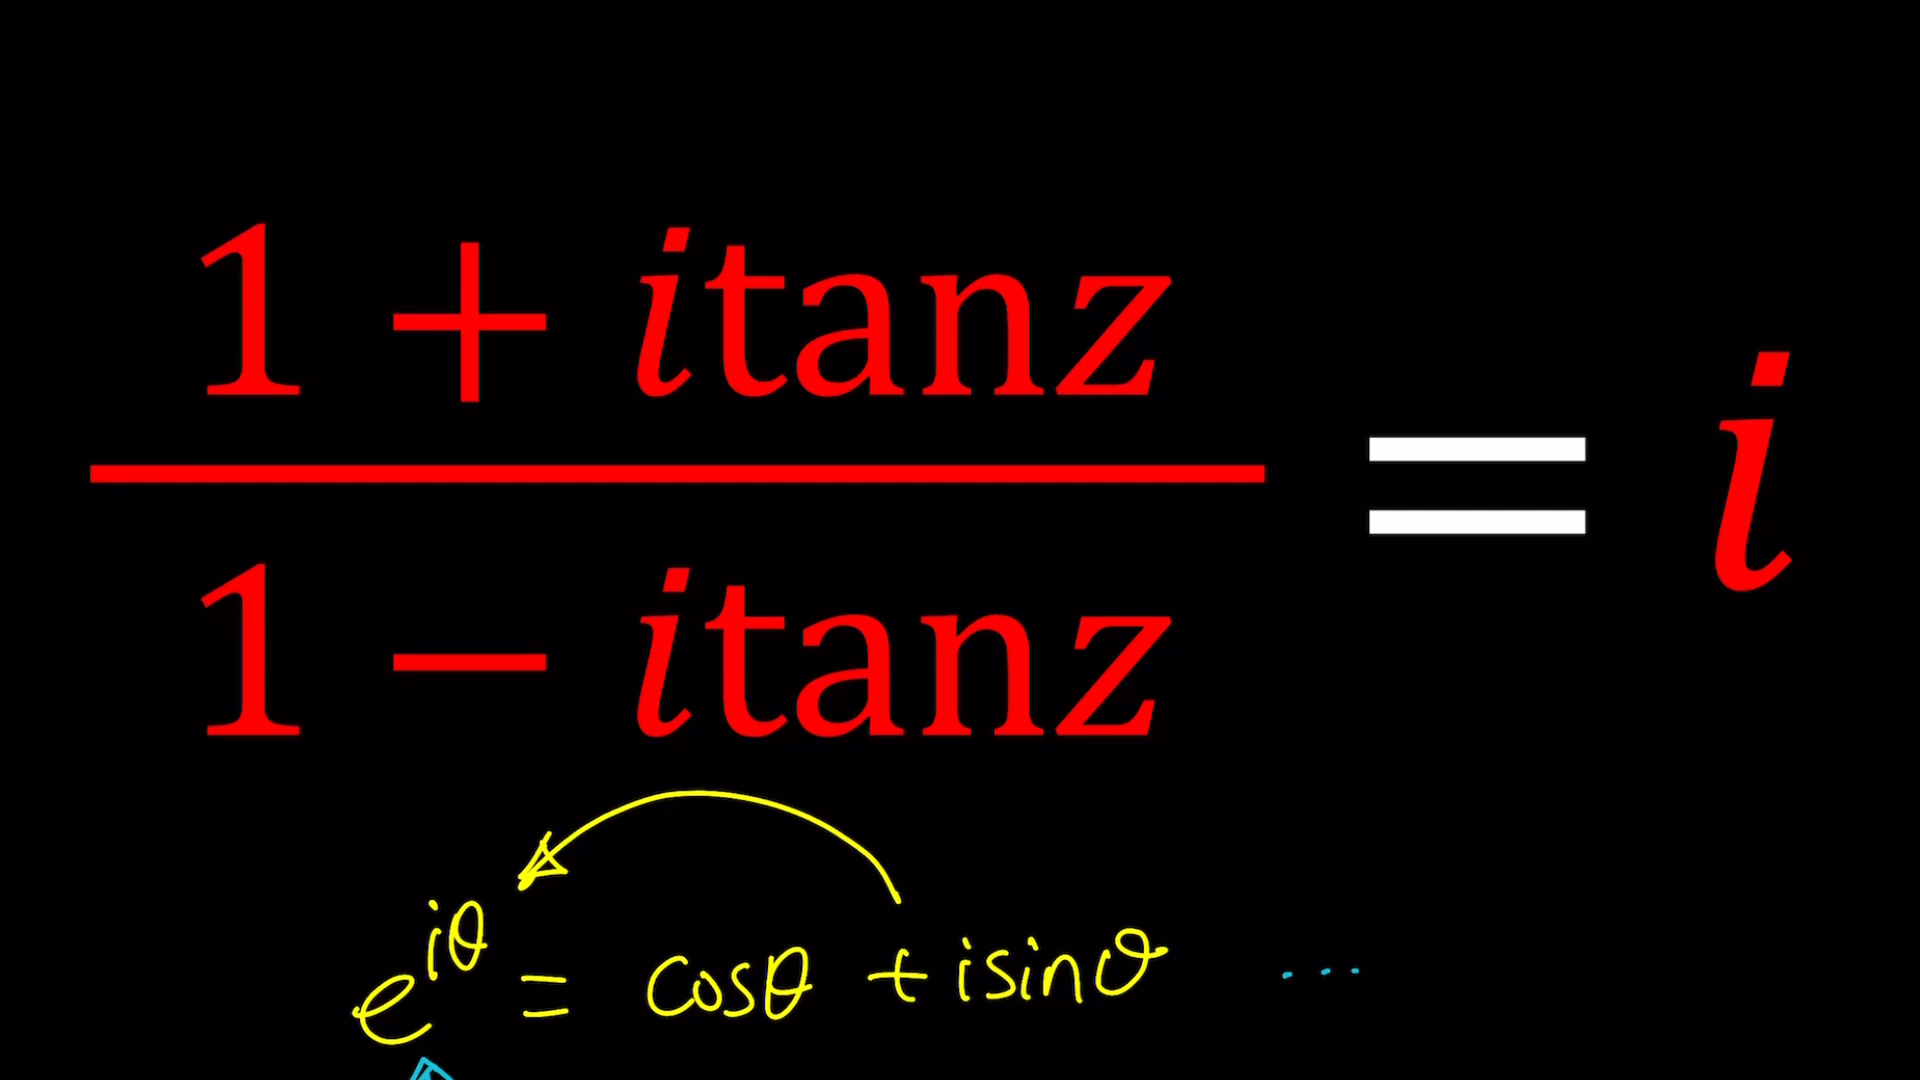 1 + itanz
= i
1 − itanz
e^{iθ} = cosθ + isinθ ...